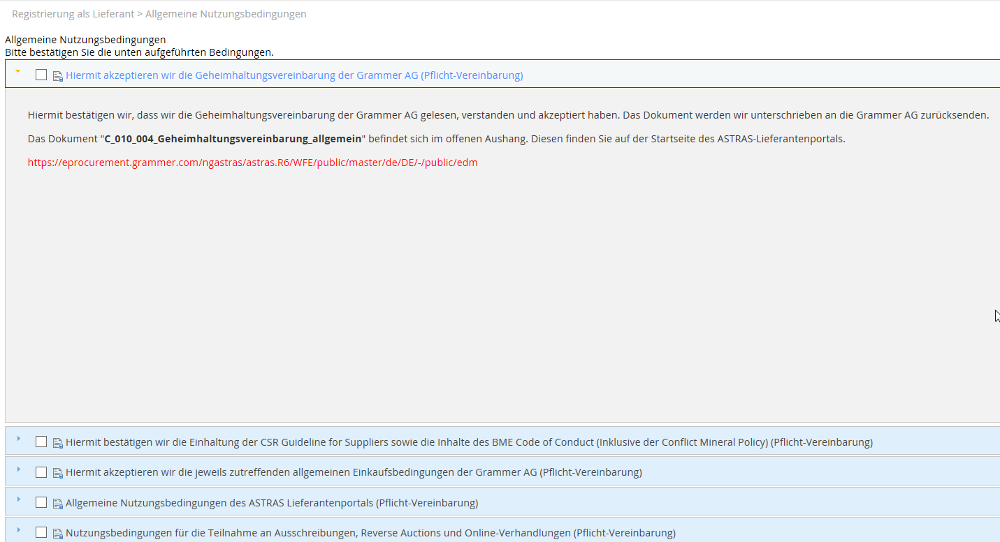 Registrierung als Lieferant > Allgemeine Nutzungsbedingungen
Allgemeine Nutzungsbedingungen
Bitte bestätigen Sie die unten aufgeführten Bedingungen.
Hiermit akzeptieren wir die Geheimhaltungsvereinbarung der Grammer AG (Pflicht-Vereinbarung)
Hiermit bestätigen wir, dass wir die Geheimhaltungsvereinbarung der Grammer AG gelesen, verstanden und akzeptiert haben. Das Dokument werden wir unterschrieben an die Grammer AG zurücksenden.
Das Dokument "C_010_004_Geheimhaltungsvereinbarung_allgemein" befindet sich im offenen Aushang. Diesen finden Sie auf der Startseite des ASTRAS-Lieferantenportals.
https://eprocurement.grammer.com/ngastras/astras.R6/WFE/public/master/de/DE/-/public/edm
Hiermit bestätigen wir die Einhaltung der CSR Guideline for Suppliers sowie die Inhalte des BME Code of Conduct (Inklusive der Conflict Mineral Policy) (Pflicht-Vereinbarung)
Hiermit akzeptieren wir die jeweils zutreffenden allgemeinen Einkaufsbedingungen der Grammer AG (Pflicht-Vereinbarung)
Allgemeine Nutzungsbedingungen des ASTRAS Lieferantenportals (Pflicht-Vereinbarung)
Nutzungsbedingungen für die Teilnahme an Ausschreibungen, Reverse Auctions und Online-Verhandlungen (Pflicht-Vereinbarung)